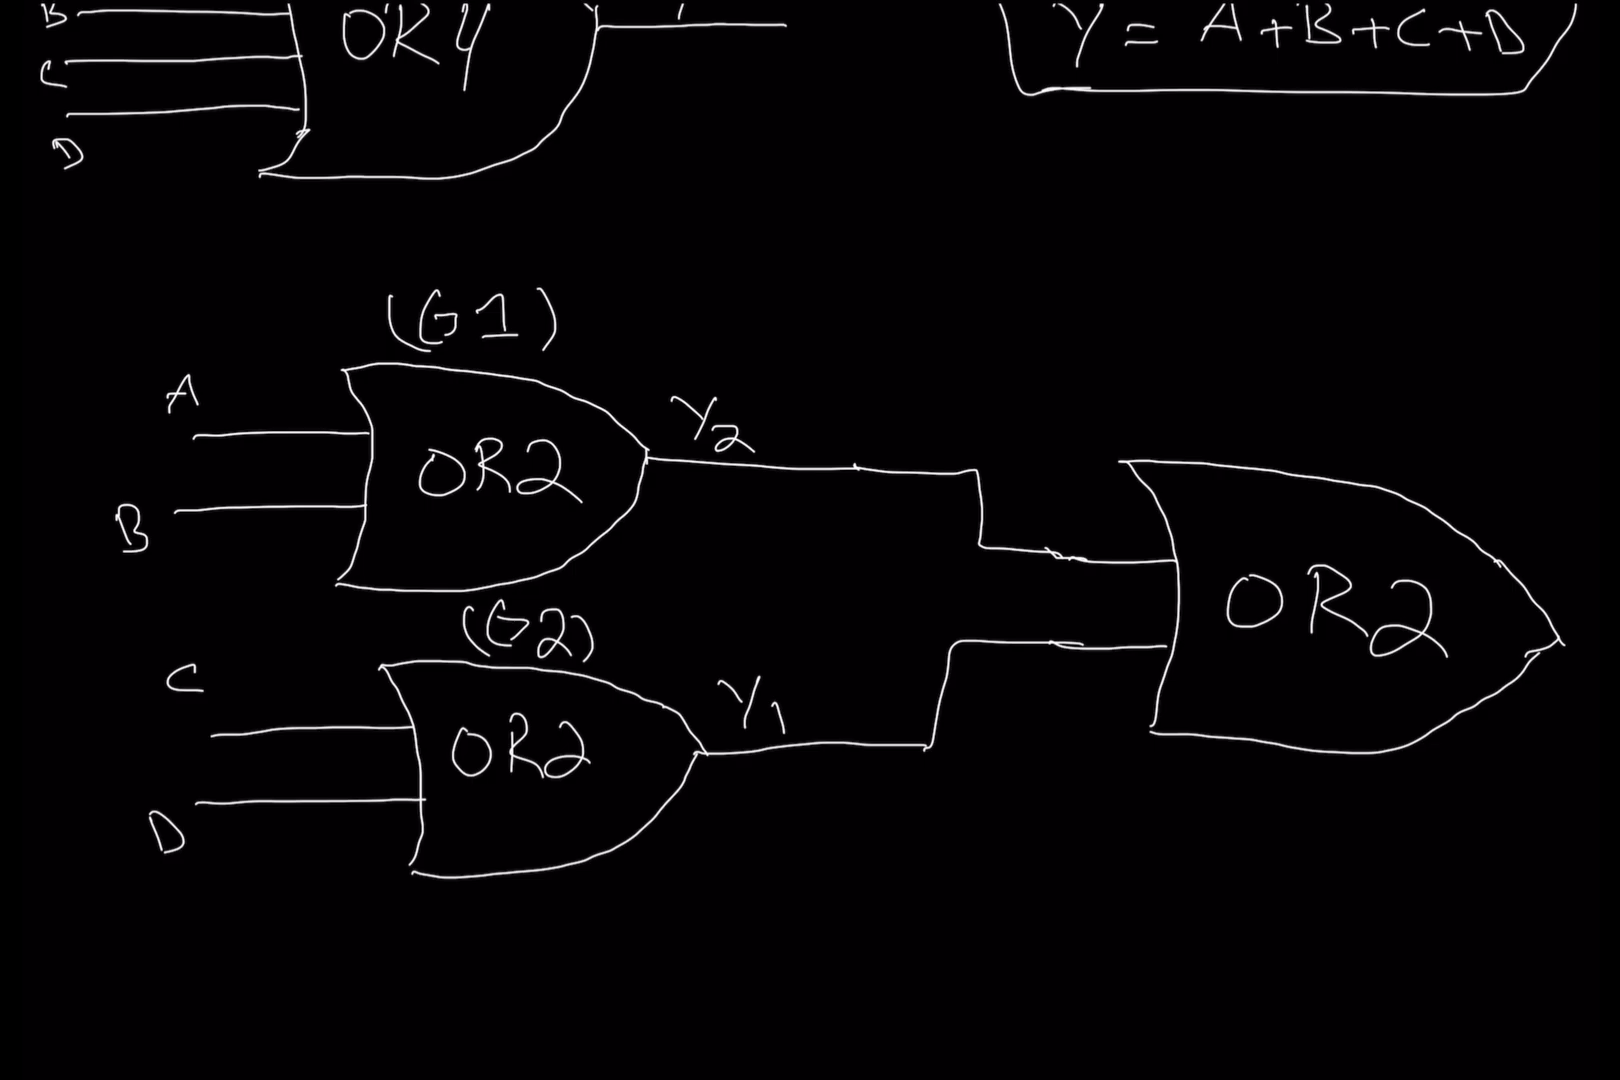 B
OR4
Y = A+B+C+D
C
D
(G1)
A
Y2
OR2
B
OR2
(G2)
C
Y1
OR2
D